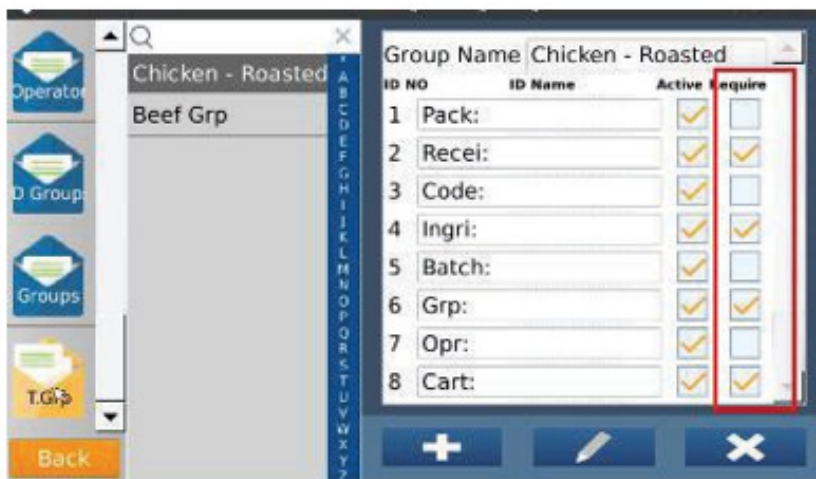 Operator
D Group
Groups
T.Grp
Back
Chicken - Roasted
Beef Grp
A
B
C
D
E
F
G
H
I
J
K
L
M
N
O
P
Q
R
S
T
U
V
W
X
Y
Z
Group Name Chicken - Roasted
ID NO ID Name Active Require
1 Pack:
2 Recei:
3 Code:
4 Ingri:
5 Batch:
6 Grp:
7 Opr:
8 Cart: